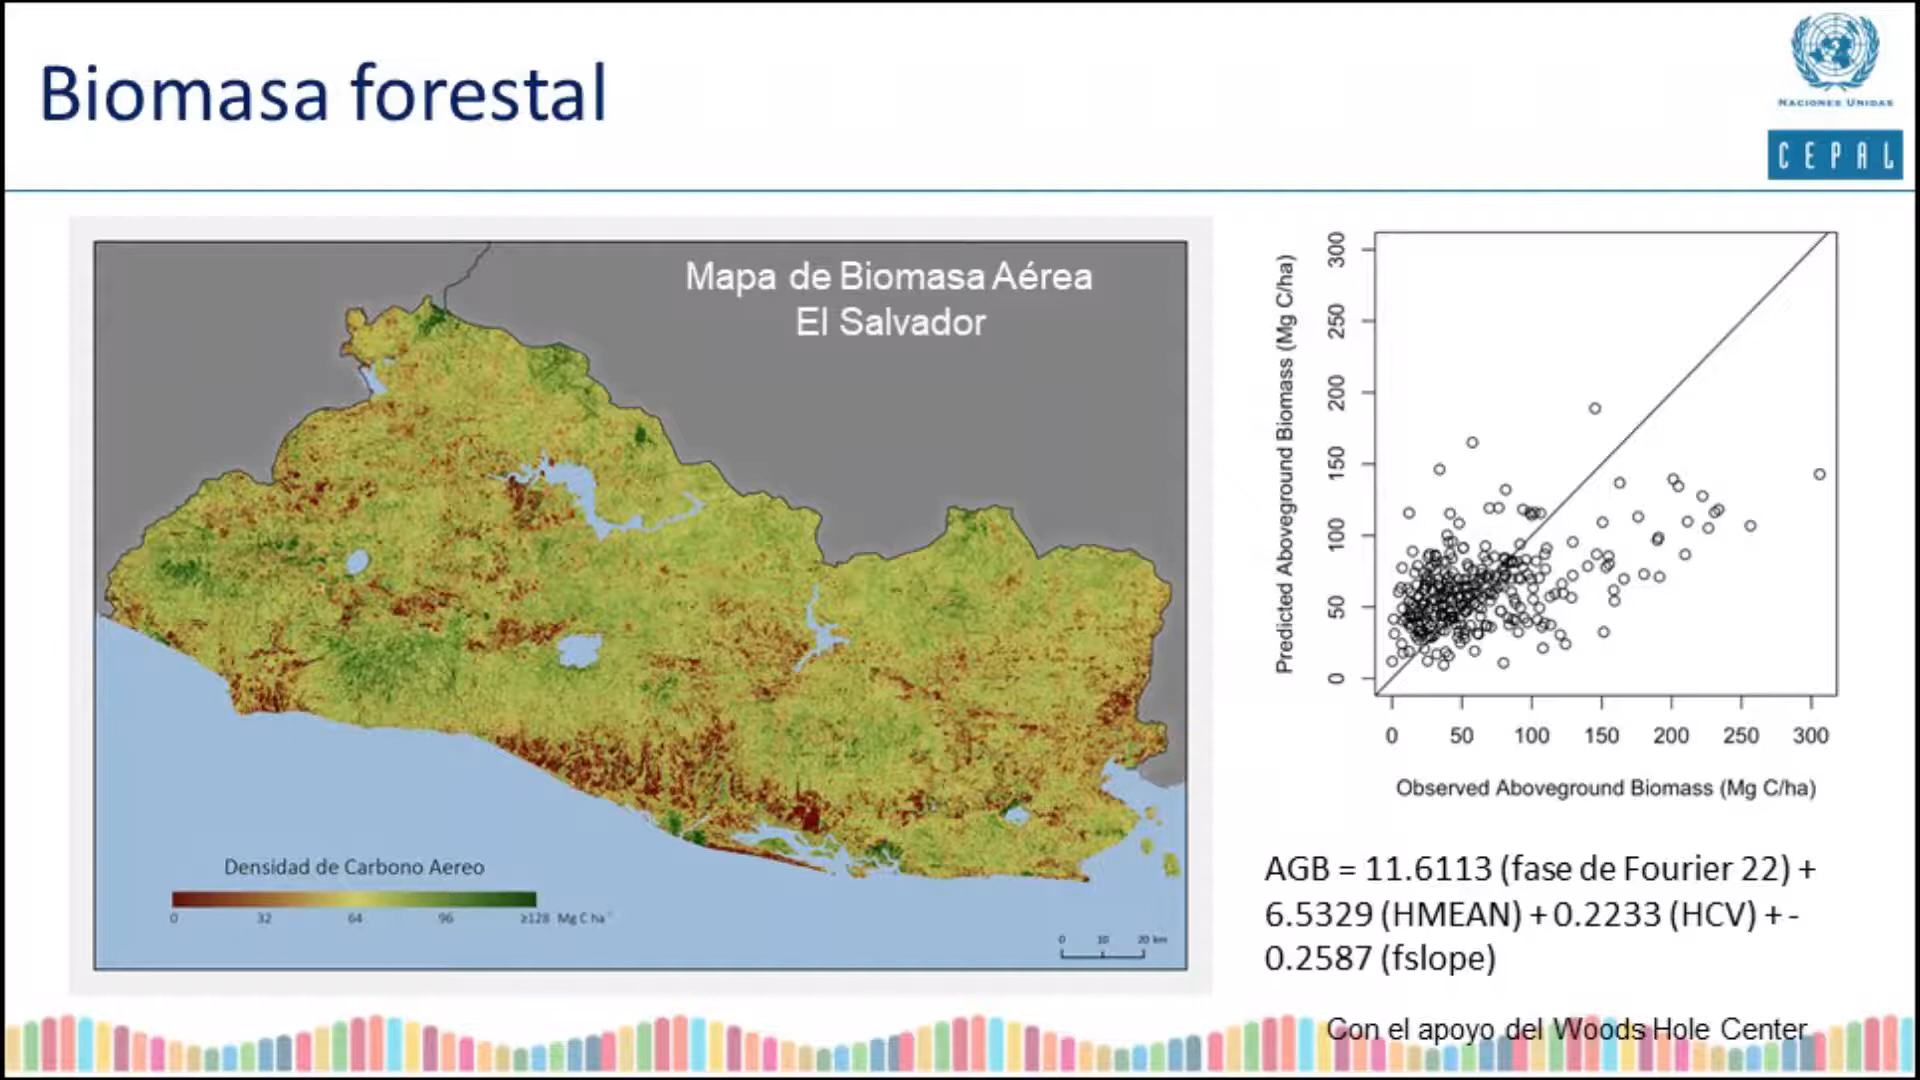 Biomasa forestal
NACIONES UNIDAS
CEPAL
Mapa de Biomasa Aérea
El Salvador
Densidad de Carbono Aereo
0 32 64 96 ≥128 Mg C ha⁻¹
0 10 20 km
Predicted Aboveground Biomass (Mg C/ha)
300
250
200
150
100
50
0
0 50 100 150 200 250 300
Observed Aboveground Biomass (Mg C/ha)
AGB = 11.6113 (fase de Fourier 22) +
6.5329 (HMEAN) + 0.2233 (HCV) + -
0.2587 (fslope)
Con el apoyo del Woods Hole Center